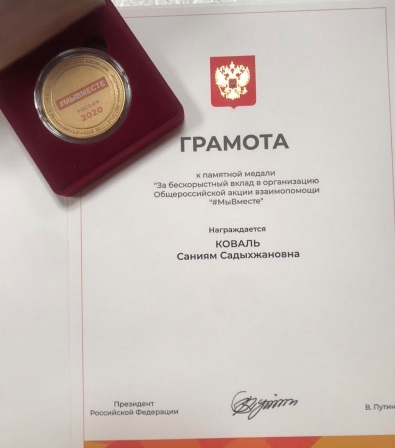 #МЫВМЕСТЕ
РОССИЯ
2020
ГРАМОТА
к памятной медали
"За бескорыстный вклад в организацию
Общероссийской акции взаимопомощи
"#МыВместе"
Награждается
КОВАЛЬ
Саниям Садыхжановна
Президент
Российской Федерации
В. Путин